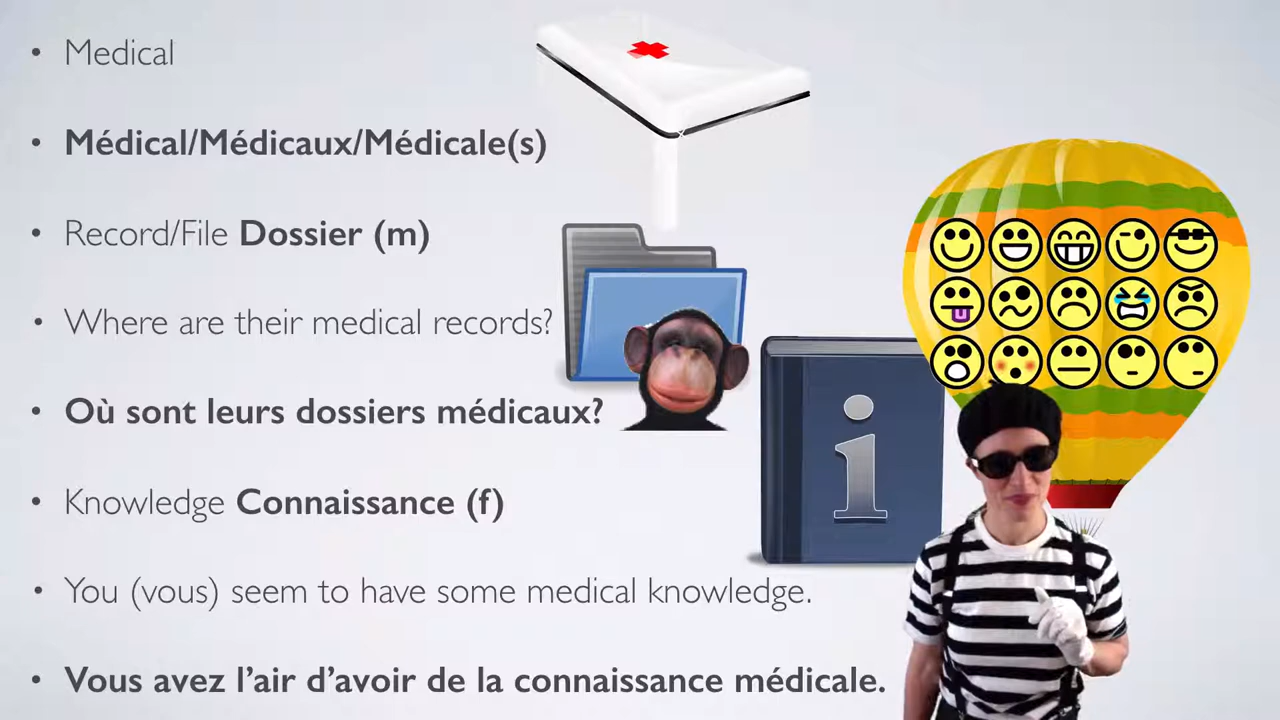 Medical
Médical/Médicaux/Médicale(s)
Record/File Dossier (m)
Where are their medical records?
Où sont leurs dossiers médicaux?
Knowledge Connaissance (f)
You (vous) seem to have some medical knowledge.
Vous avez l’air d’avoir de la connaissance médicale.
i